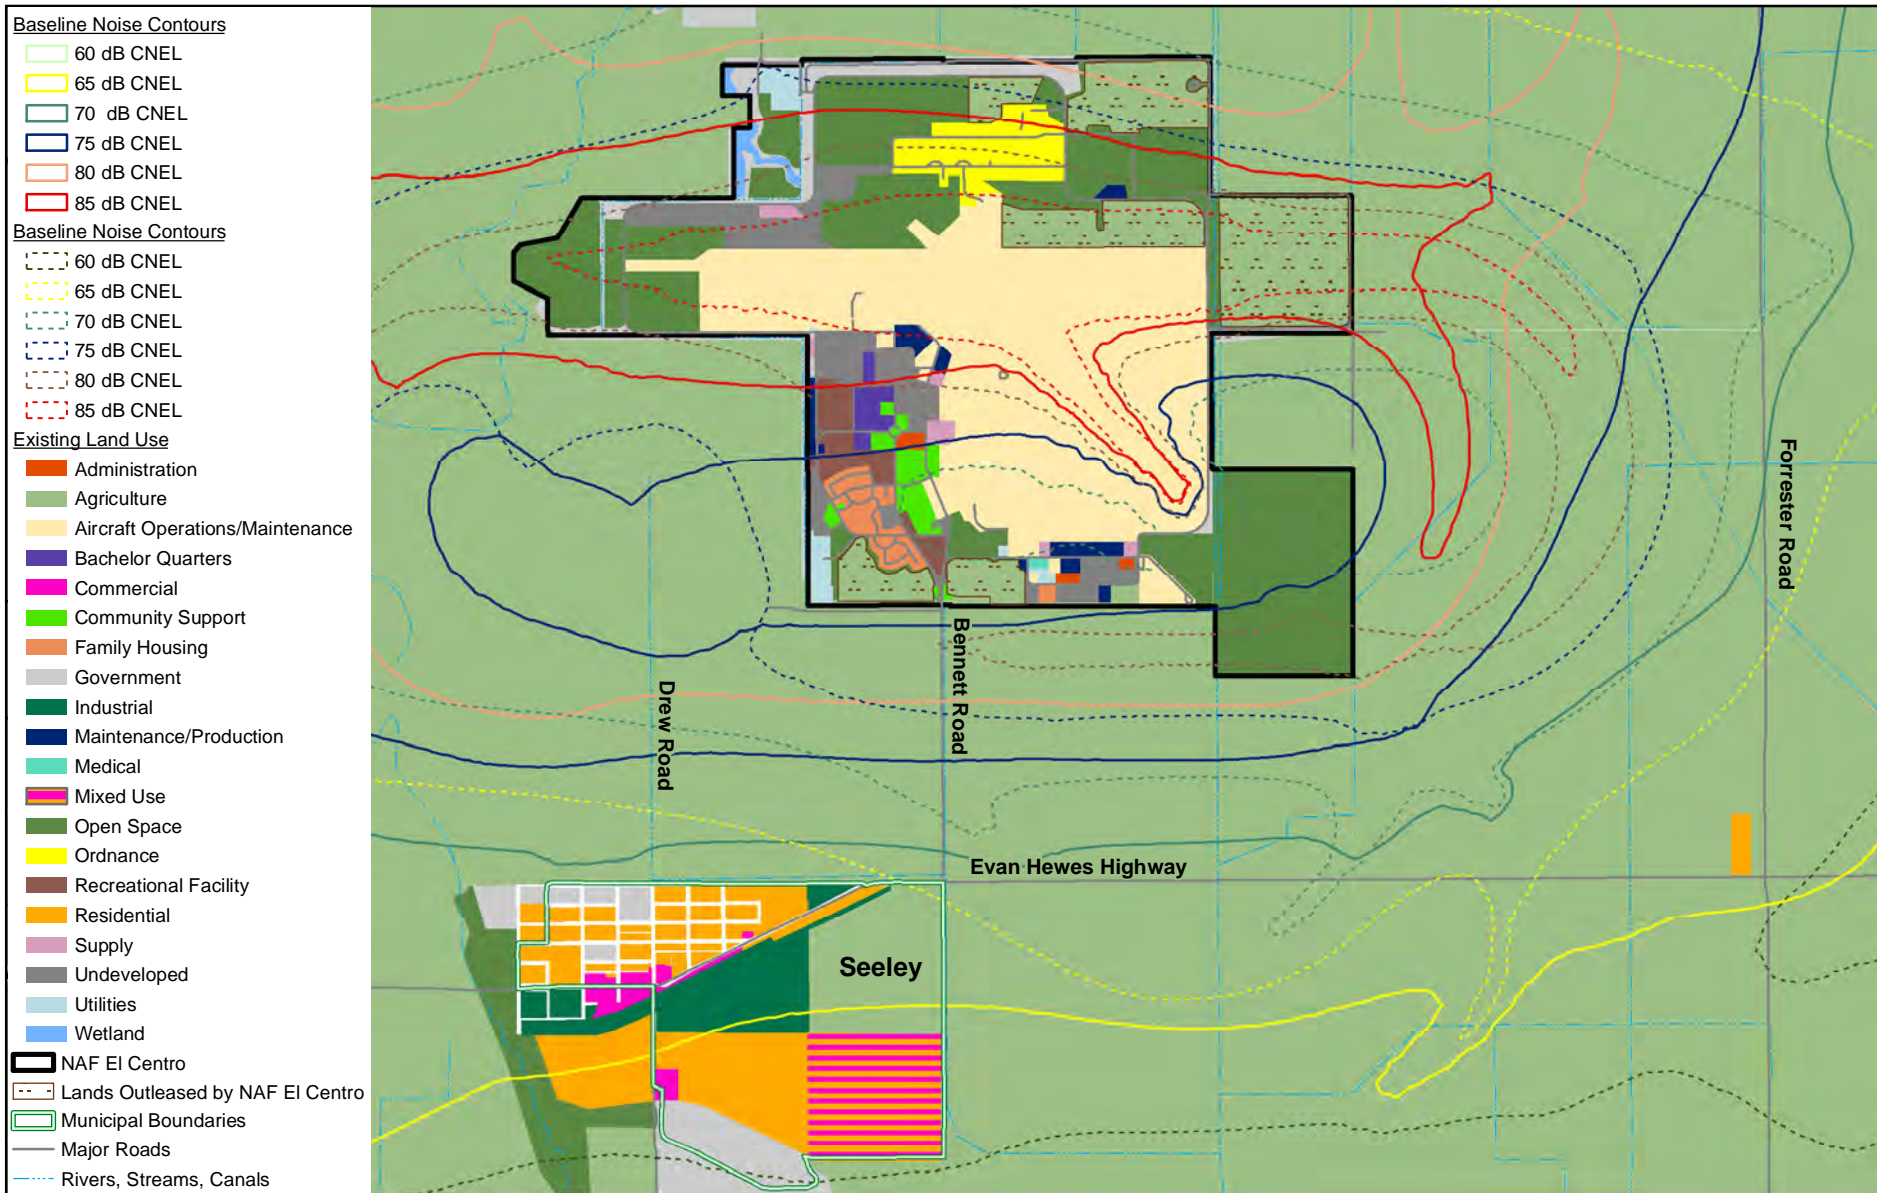 Baseline Noise Contours
60 dB CNEL
65 dB CNEL
70 dB CNEL
75 dB CNEL
80 dB CNEL
85 dB CNEL
Baseline Noise Contours
60 dB CNEL
65 dB CNEL
70 dB CNEL
75 dB CNEL
80 dB CNEL
85 dB CNEL
Existing Land Use
Administration
Agriculture
Aircraft Operations/Maintenance
Bachelor Quarters
Commercial
Community Support
Family Housing
Government
Industrial
Maintenance/Production
Medical
Mixed Use
Open Space
Ordnance
Recreational Facility
Residential
Supply
Undeveloped
Utilities
Wetland
NAF El Centro
Lands Outleased by NAF El Centro
Municipal Boundaries
Major Roads
Rivers, Streams, Canals
Drew Road
Bennett Road
Forrester Road
Evan Hewes Highway
Seeley